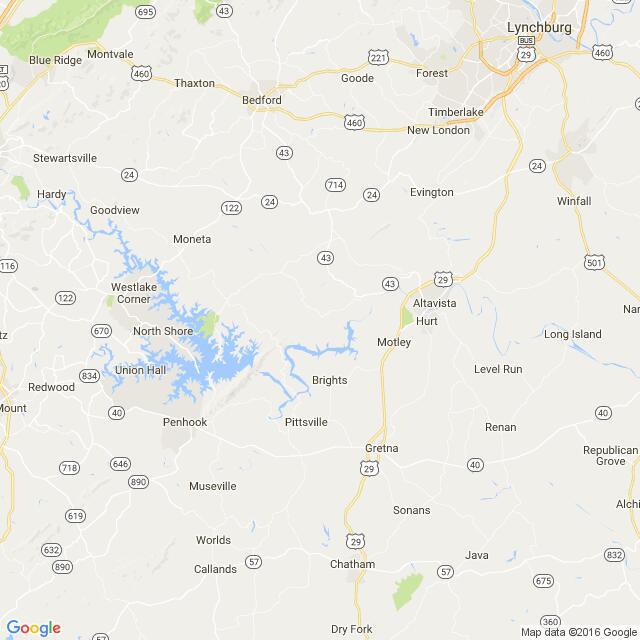 695
43
Lynchburg
BUS
29
460
Montvale
Blue Ridge
221
Forest
Goode
460
Thaxton
Bedford
Timberlake
20
460
New London
43
Stewartsville
24
24
714
24
Evington
Hardy
122
24
Winfall
Goodview
Moneta
43
501
116
43
29
Westlake
Corner
122
Altavista
Hurt
670
North Shore
Long Island
tz
Motley
Union Hall
834
Level Run
Redwood
Brights
Mount
40
40
Penhook
Pittsville
Renan
Gretna
Republican
Grove
718
646
29
40
890
Museville
Alchi
619
Sonans
632
Worlds
29
Java
832
890
Callands
57
Chatham
57
675
360
Dry Fork
57
Google
Map data ©2016 Google